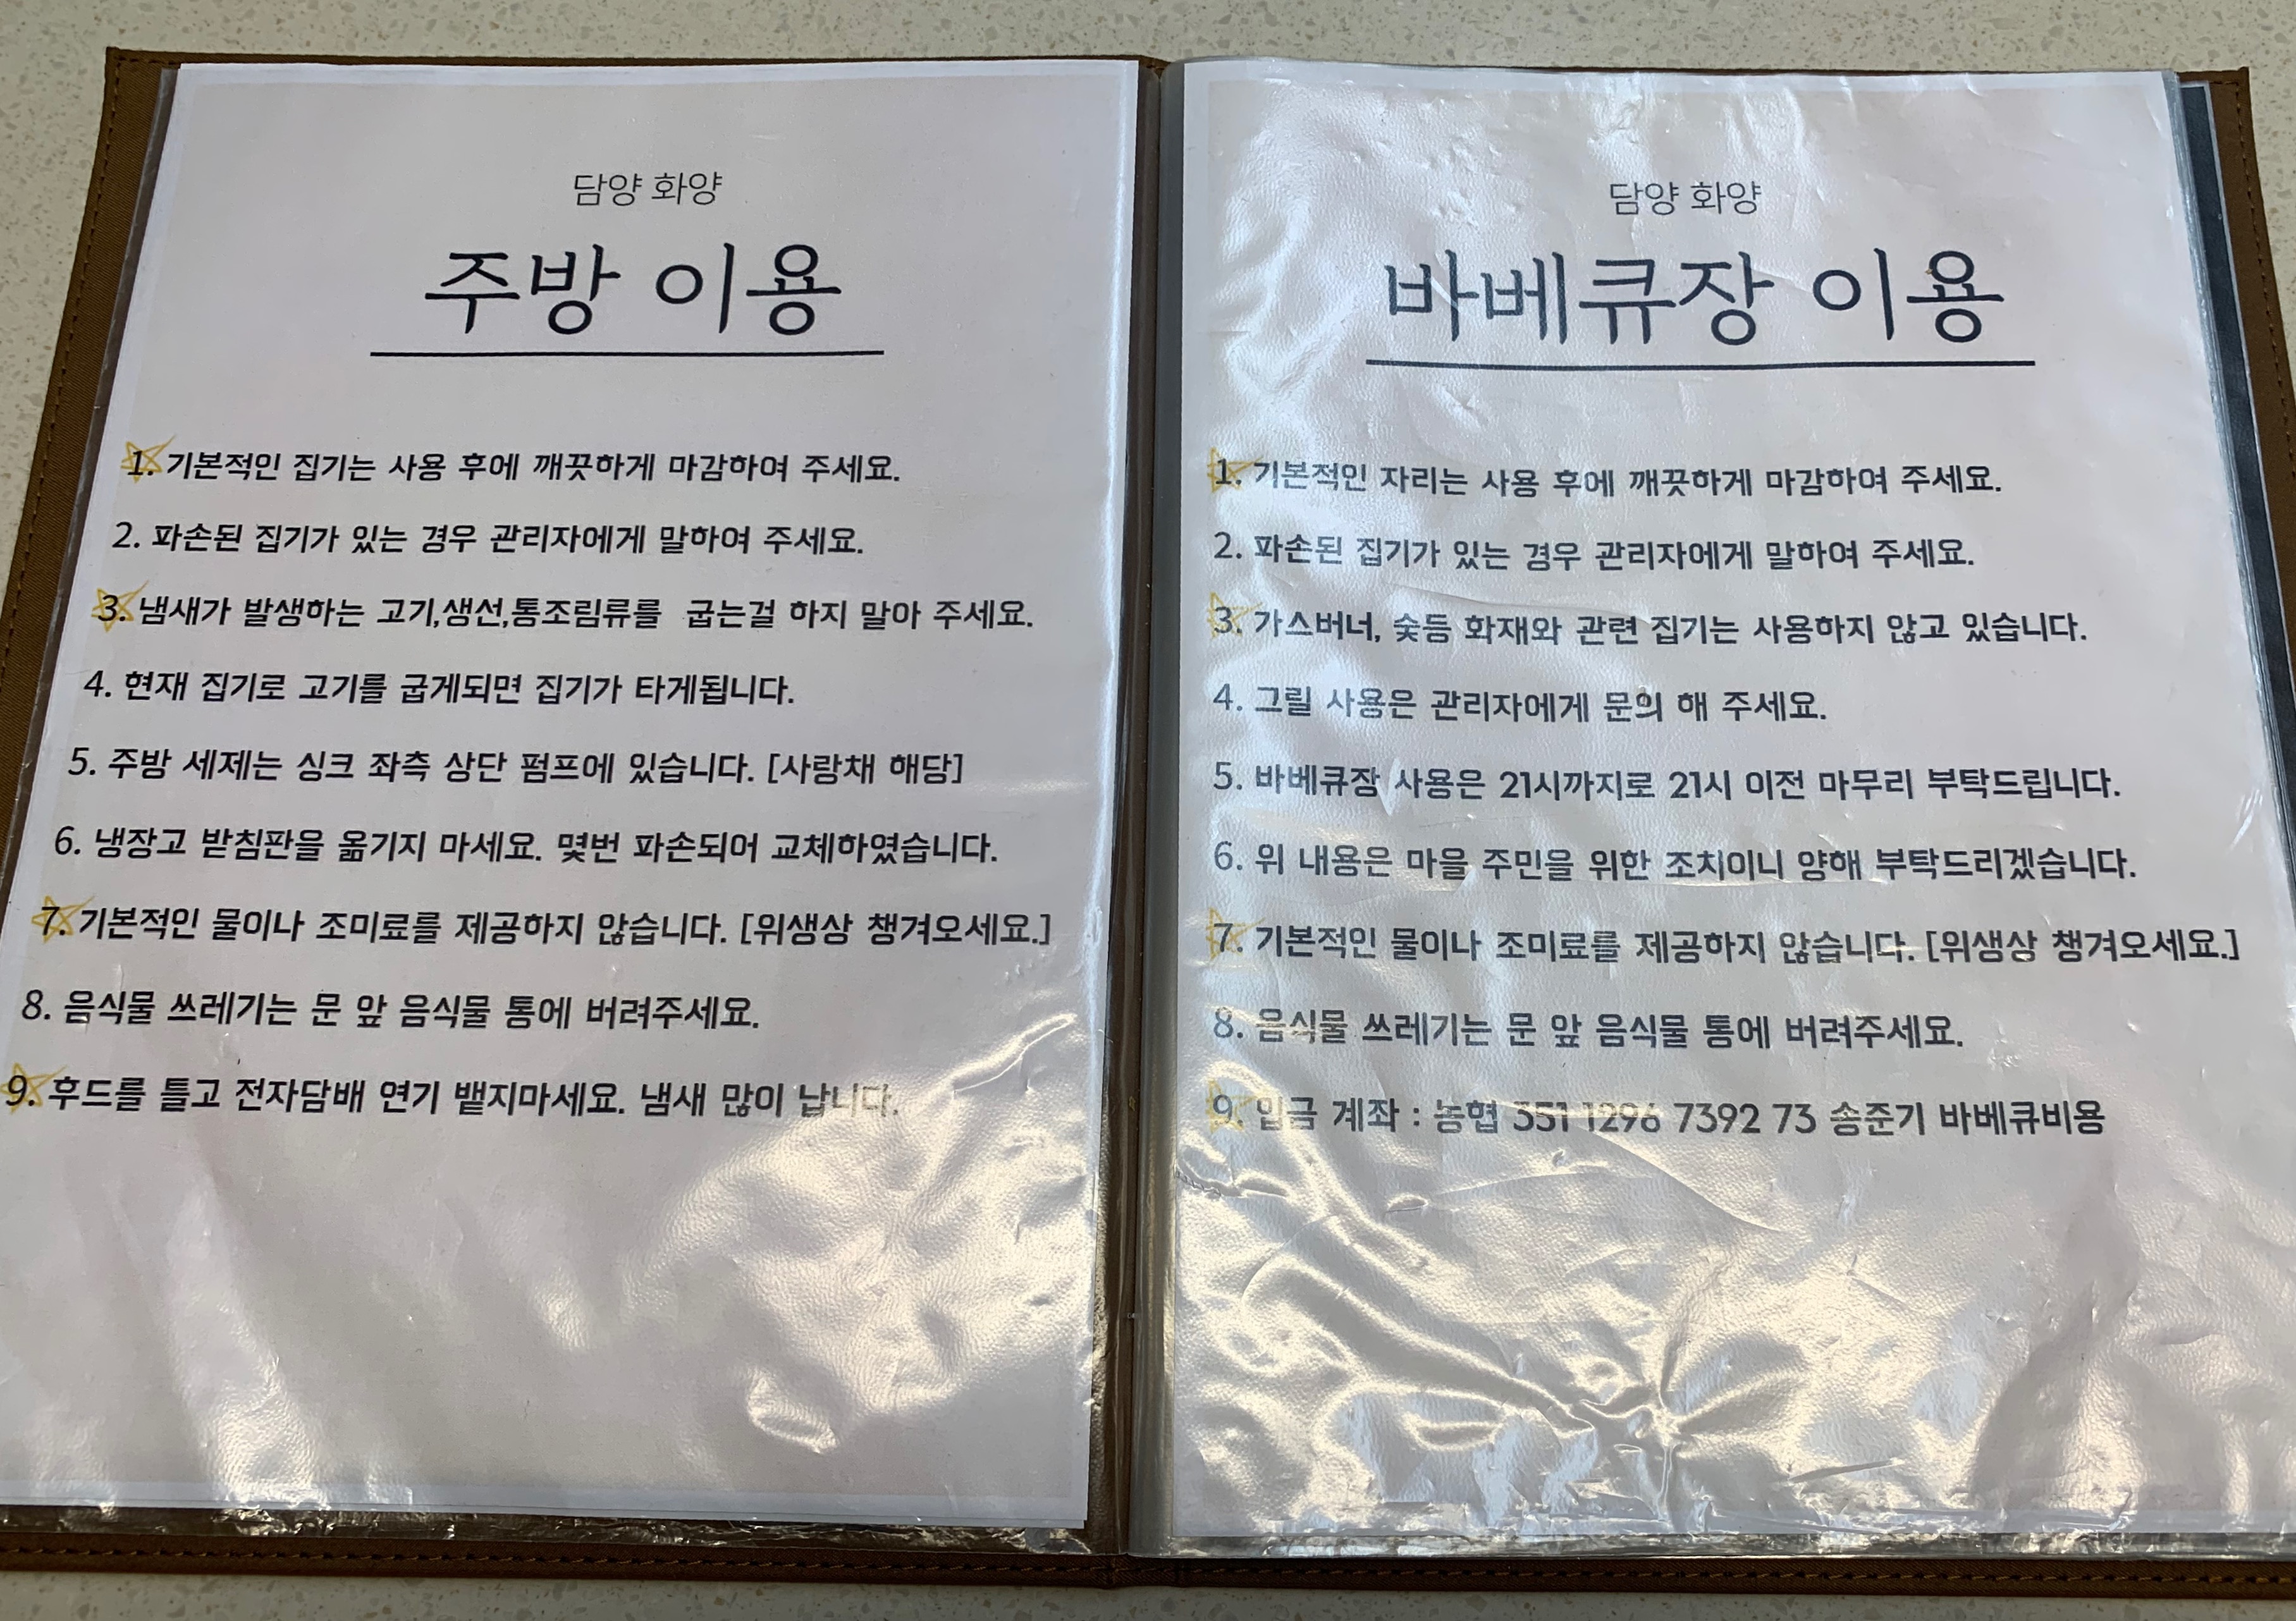 담양 화양
주방 이용
1. 기본적인 집기는 사용 후에 깨끗하게 마감하여 주세요.
2. 파손된 집기가 있는 경우 관리자에게 말하여 주세요.
3. 냄새가 발생하는 고기,생선,통조림류를 굽는걸 하지 말아 주세요.
4. 현재 집기로 고기를 굽게되면 집기가 타게됩니다.
5. 주방 세제는 싱크 좌측 상단 펌프에 있습니다. [사랑채 해당]
6. 냉장고 받침판을 옮기지 마세요. 몇번 파손되어 교체하였습니다.
7. 기본적인 물이나 조미료를 제공하지 않습니다. [위생상 챙겨오세요.]
8. 음식물 쓰레기는 문 앞 음식물 통에 버려주세요.
9. 후드를 틀고 전자담배 연기 뱉지마세요. 냄새 많이 납니다.
담양 화양
바베큐장 이용
1. 기본적인 자리는 사용 후에 깨끗하게 마감하여 주세요.
2. 파손된 집기가 있는 경우 관리자에게 말하여 주세요.
3. 가스버너, 숯등 화재와 관련 집기는 사용하지 않고 있습니다.
4. 그릴 사용은 관리자에게 문의 해 주세요.
5. 바베큐장 사용은 21시까지로 21시 이전 마무리 부탁드립니다.
6. 위 내용은 마을 주민을 위한 조치이니 양해 부탁드리겠습니다.
7. 기본적인 물이나 조미료를 제공하지 않습니다. [위생상 챙겨오세요.]
8. 음식물 쓰레기는 문 앞 음식물 통에 버려주세요.
9. 입금 계좌 : 농협 351 1296 7392 73 송준기 바베큐비용